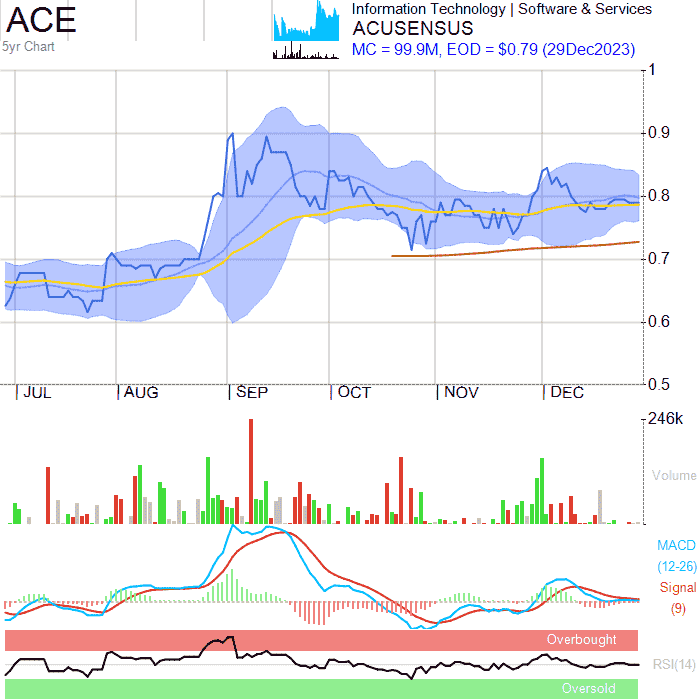 ACE
5yr Chart
Information Technology | Software & Services
ACUSENSUS
MC = 99.9M, EOD = $0.79 (29Dec2023)
1
0.9
0.8
0.7
0.6
0.5
JUL AUG SEP OCT NOV DEC
246k
Volume
MACD
(12-26)
Signal
(9)
Overbought
RSI(14)
Oversold